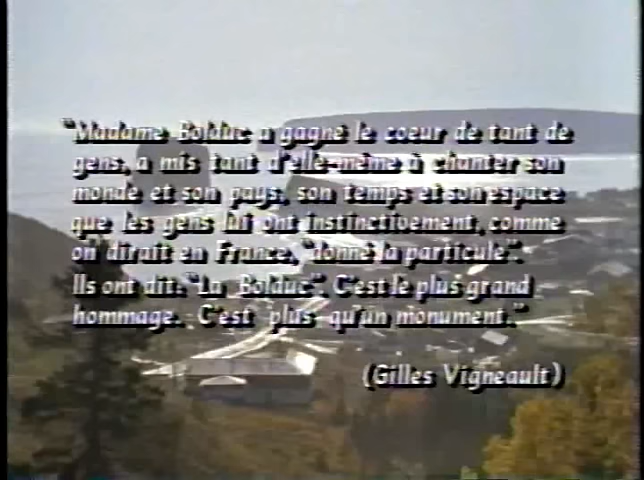 "Madame Bolduc a gagné le coeur de tant de
gens, a mis tant d'elle-même à chanter son
monde et son pays, son temps et son espace
que les gens lui ont instinctivement, comme
on dirait en France, "donné la particule".
Ils ont dit: "La Bolduc". C'est le plus grand
hommage. C'est plus qu'un monument."
(Gilles Vigneault)